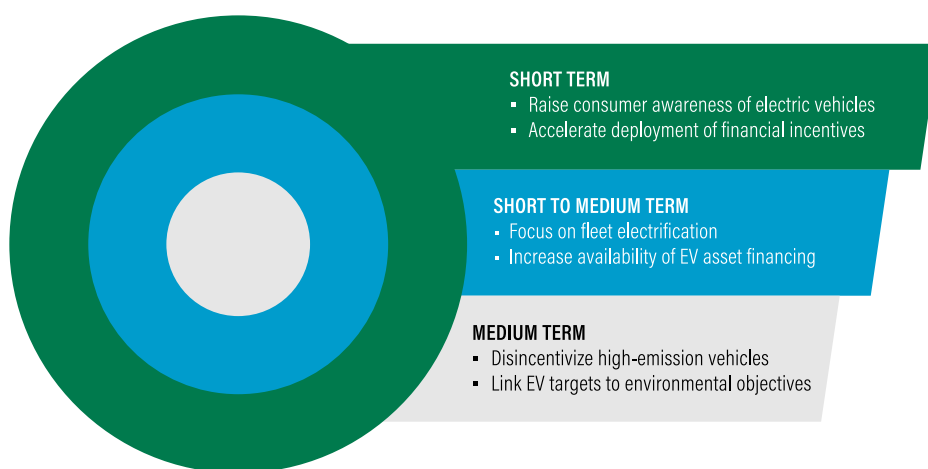 SHORT TERM
▪ Raise consumer awareness of electric vehicles
▪ Accelerate deployment of financial incentives
SHORT TO MEDIUM TERM
▪ Focus on fleet electrification
▪ Increase availability of EV asset financing
MEDIUM TERM
▪ Disincentivize high-emission vehicles
▪ Link EV targets to environmental objectives